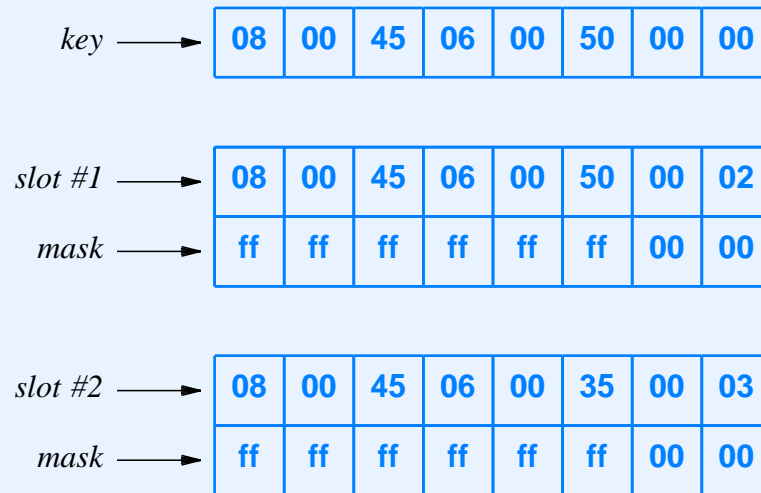 key 08 00 45 06 00 50 00 00
slot #1 08 00 45 06 00 50 00 02
mask ff ff ff ff ff ff 00 00
slot #2 08 00 45 06 00 35 00 03
mask ff ff ff ff ff ff 00 00